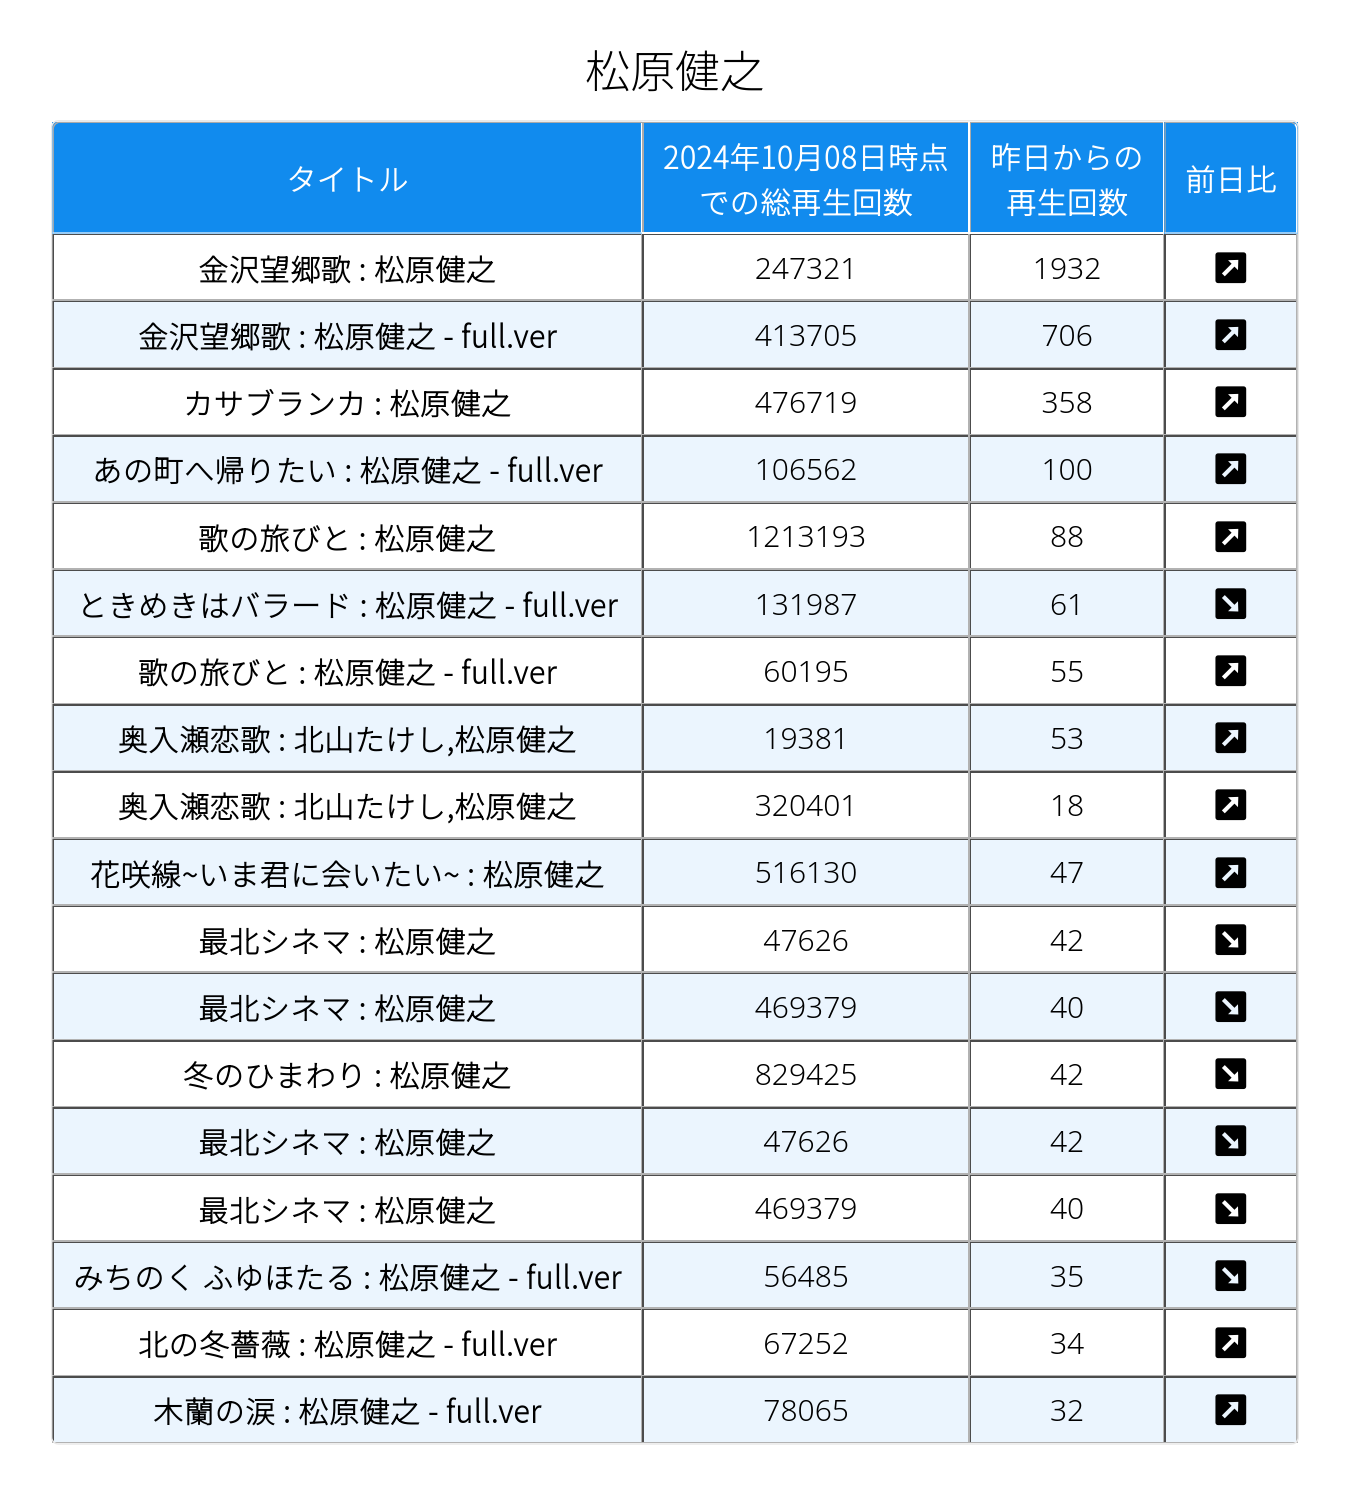 松原健之
タイトル
2024年10月08日時点
での総再生回数
昨日からの
再生回数
前日比
金沢望郷歌 : 松原健之 247321 1932
金沢望郷歌 : 松原健之 - full.ver 413705 706
カサブランカ : 松原健之 476719 358
あの町へ帰りたい : 松原健之 - full.ver 106562 100
歌の旅びと : 松原健之 1213193 88
ときめきはバラード : 松原健之 - full.ver 131987 61
歌の旅びと : 松原健之 - full.ver 60195 55
奥入瀬恋歌 : 北山たけし,松原健之 19381 53
奥入瀬恋歌 : 北山たけし,松原健之 320401 18
花咲線~いま君に会いたい~ : 松原健之 516130 47
最北シネマ : 松原健之 47626 42
最北シネマ : 松原健之 469379 40
冬のひまわり : 松原健之 829425 42
最北シネマ : 松原健之 47626 42
最北シネマ : 松原健之 469379 40
みちのく ふゆほたる : 松原健之 - full.ver 56485 35
北の冬薔薇 : 松原健之 - full.ver 67252 34
木蘭の涙 : 松原健之 - full.ver 78065 32